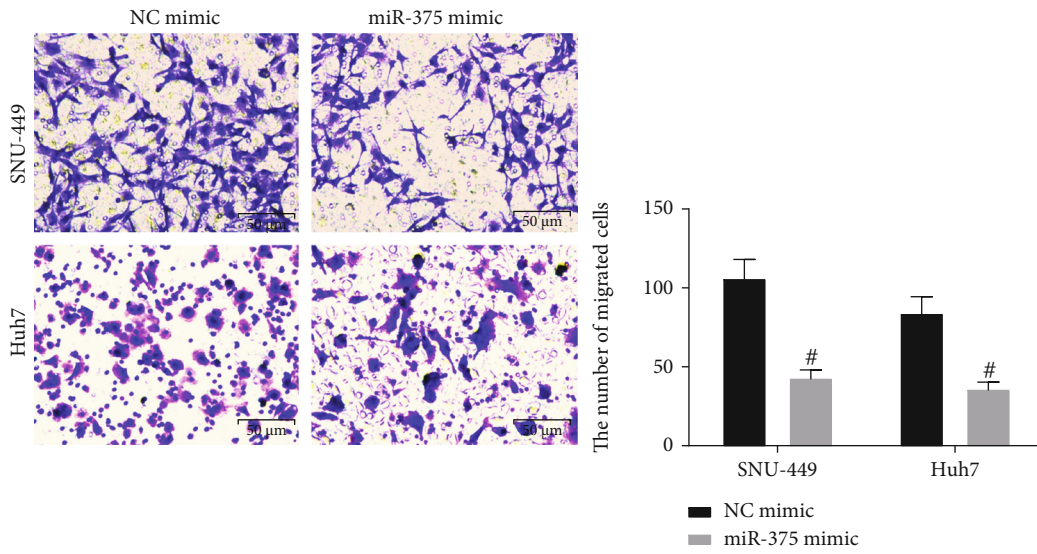 NC mimic
miR-375 mimic
SNU-449
50 μm
50 μm
Huh7
50 μm
50 μm
The number of migrated cells
150
100
50
0
#
#
SNU-449
Huh7
NC mimic
miR-375 mimic